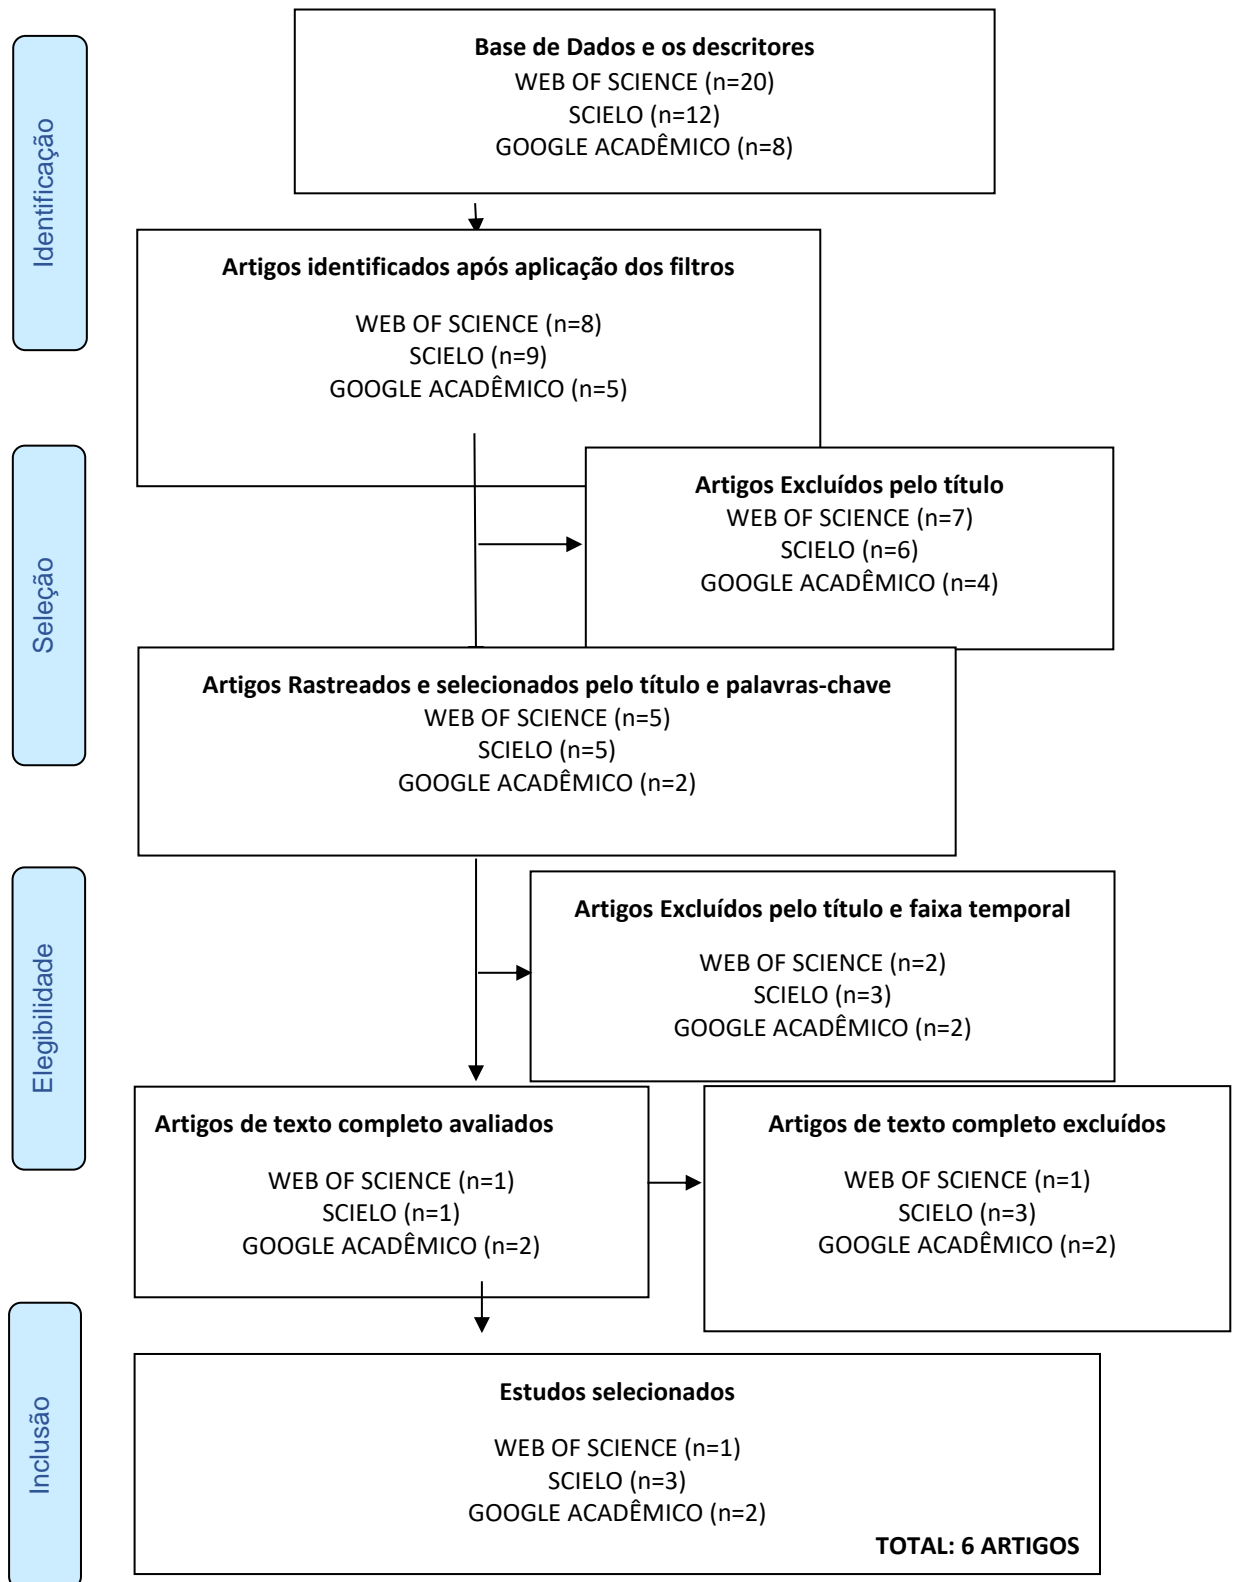 Identificação
Base de Dados e os descritores
WEB OF SCIENCE (n=20)
SCIELO (n=12)
GOOGLE ACADÊMICO (n=8)
Artigos identificados após aplicação dos filtros
WEB OF SCIENCE (n=8)
SCIELO (n=9)
GOOGLE ACADÊMICO (n=5)
Seleção
Artigos Excluídos pelo título
WEB OF SCIENCE (n=7)
SCIELO (n=6)
GOOGLE ACADÊMICO (n=4)
Artigos Rastreados e selecionados pelo título e palavras-chave
WEB OF SCIENCE (n=5)
SCIELO (n=5)
GOOGLE ACADÊMICO (n=2)
Elegibilidade
Artigos Excluídos pelo título e faixa temporal
WEB OF SCIENCE (n=2)
SCIELO (n=3)
GOOGLE ACADÊMICO (n=2)
Artigos de texto completo avaliados
WEB OF SCIENCE (n=1)
SCIELO (n=1)
GOOGLE ACADÊMICO (n=2)
Artigos de texto completo excluídos
WEB OF SCIENCE (n=1)
SCIELO (n=3)
GOOGLE ACADÊMICO (n=2)
Inclusão
Estudos selecionados
WEB OF SCIENCE (n=1)
SCIELO (n=3)
GOOGLE ACADÊMICO (n=2)
TOTAL: 6 ARTIGOS